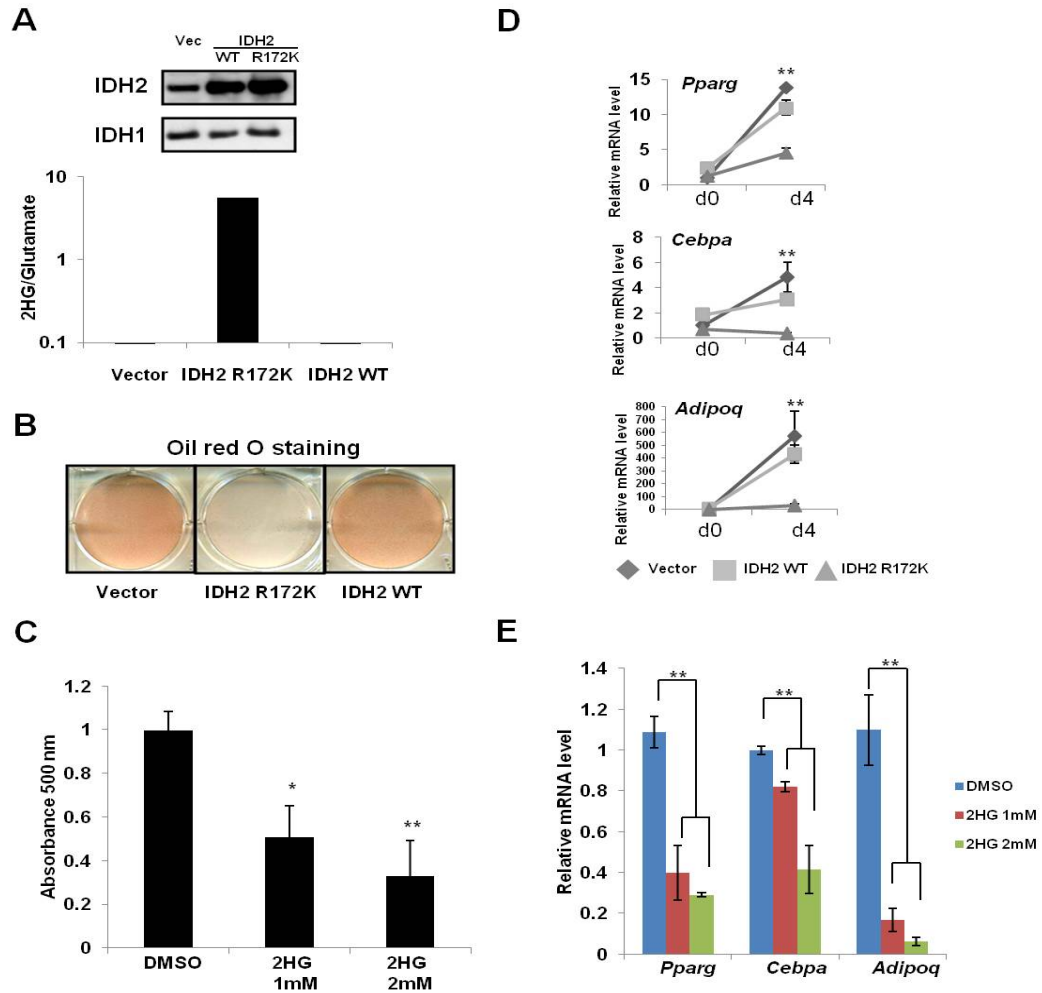 A
Vec
IDH2
WT R172K
IDH2
IDH1
2HG/Glutamate
10
1
0.1
Vector IDH2 R172K IDH2 WT
B
Oil red O staining
Vector IDH2 R172K IDH2 WT
C
Absorbance 500 nm
1.2
1
0.8
0.6
0.4
0.2
0
*
**
DMSO 2HG 1mM 2HG 2mM
D
Relative mRNA level
15
10
5
0
Pparg
**
d0 d4
Relative mRNA level
8
6
4
2
0
Cebpa
**
d0 d4
Relative mRNA level
800
700
600
500
400
300
200
100
0
Adipoq
**
d0 d4
Vector IDH2 WT IDH2 R172K
E
Relative mRNA level
1.4
1.2
1
0.8
0.6
0.4
0.2
0
**
**
**
Pparg Cebpa Adipoq
DMSO
2HG 1mM
2HG 2mM